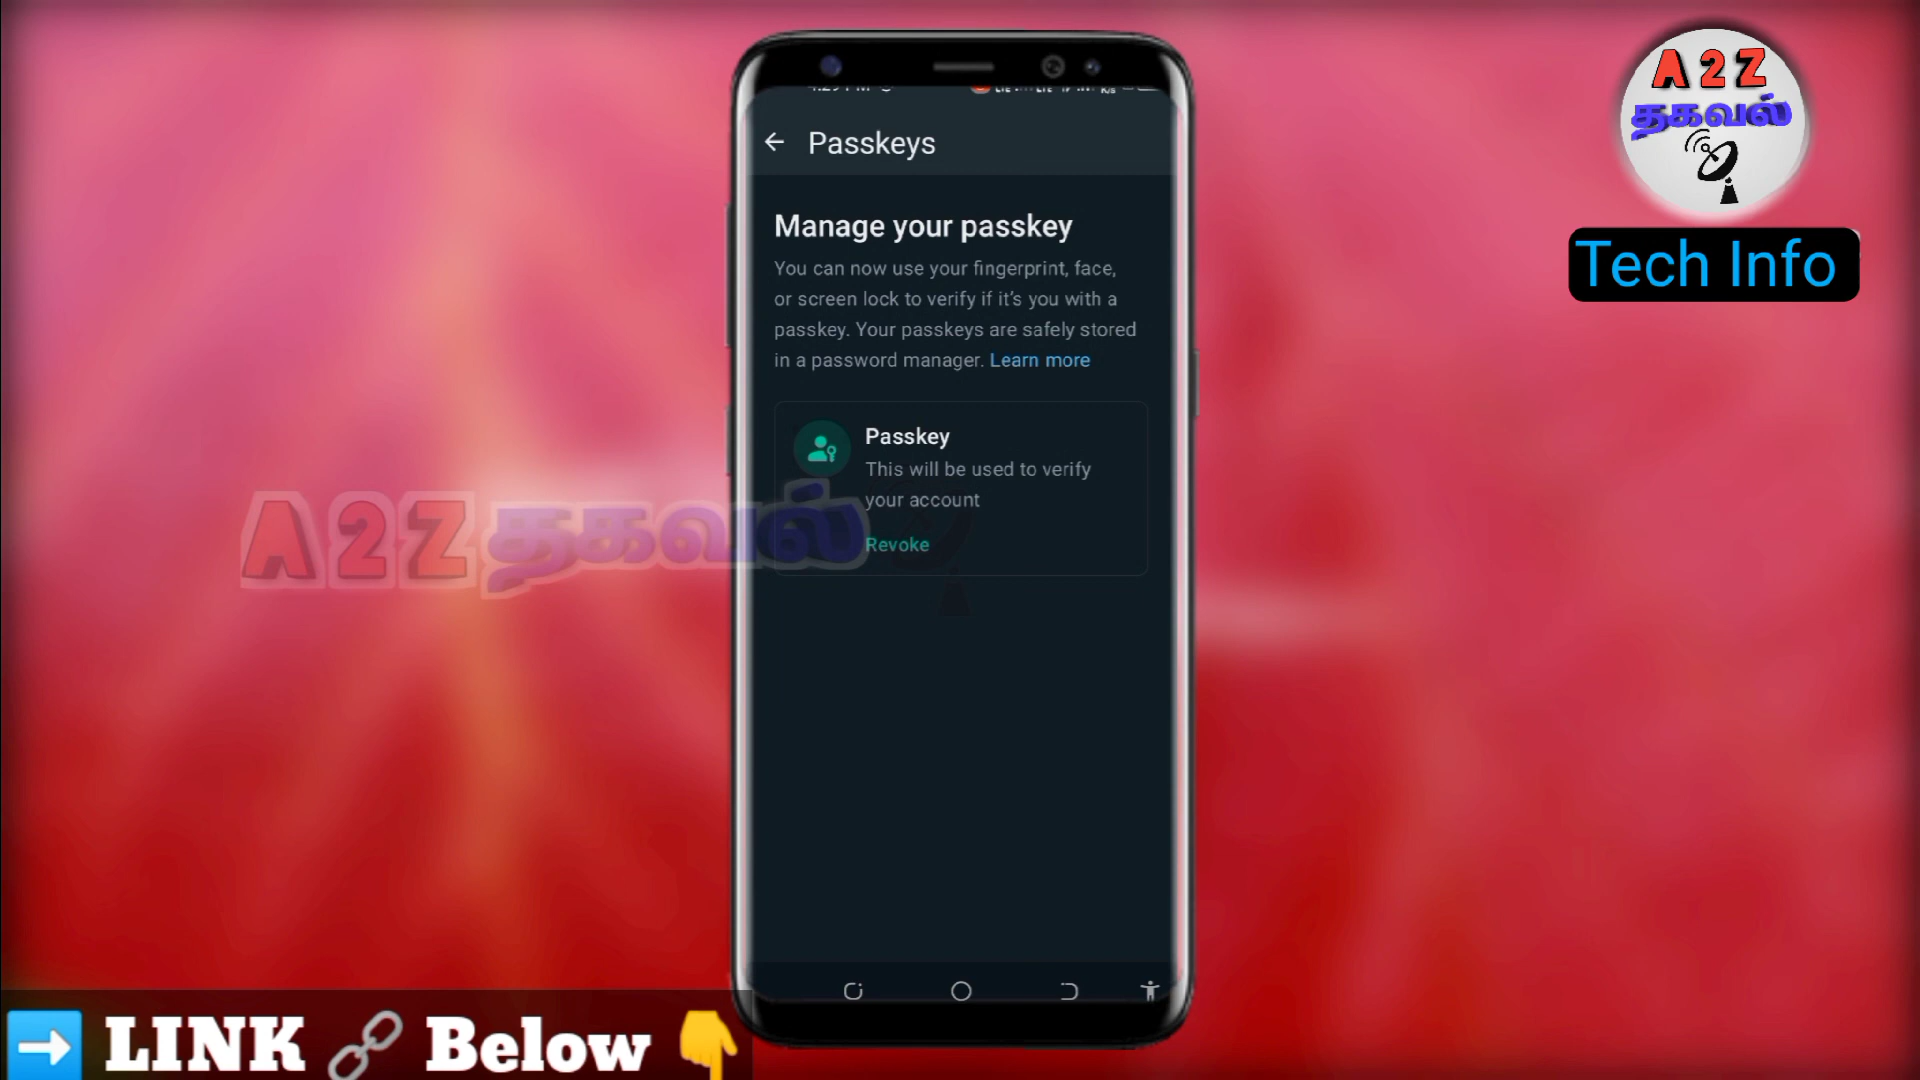 A2Z
தகவல்
Tech Info
Passkeys
Manage your passkey
You can now use your fingerprint, face,
or screen lock to verify if it's you with a
passkey. Your passkeys are safely stored
in a password manager. Learn more
Passkey
This will be used to verify
your account
Revoke
A2Z தகவல்
LINK Below